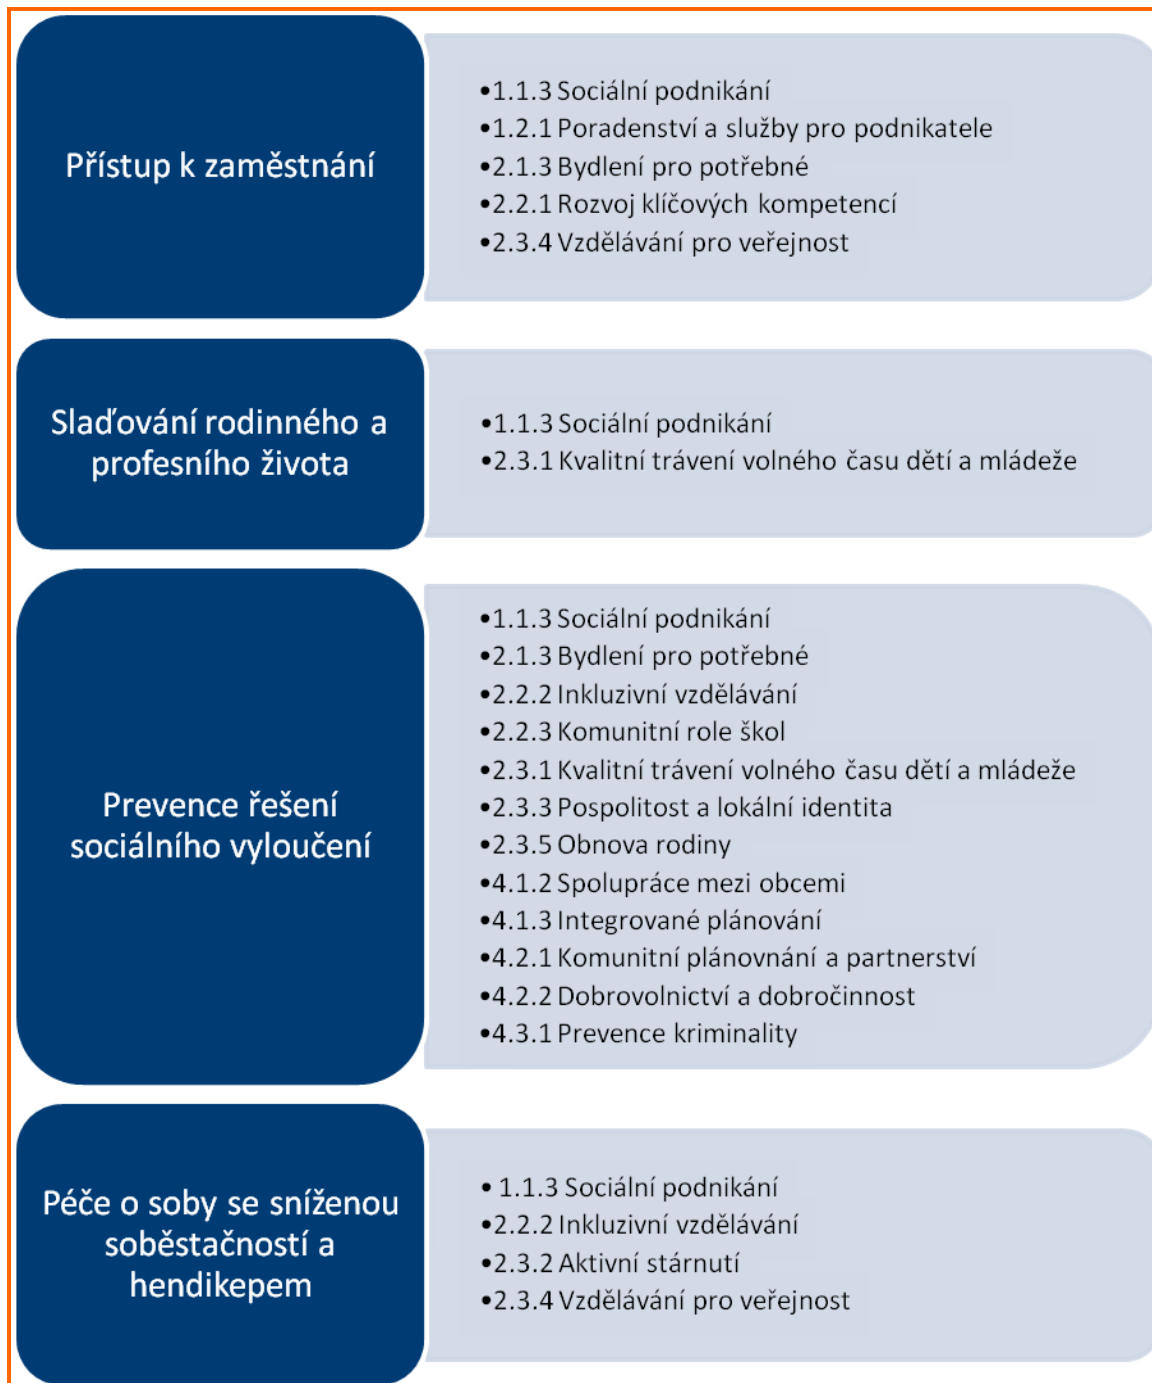 Přístup k zaměstnání
•1.1.3 Sociální podnikání
•1.2.1 Poradenství a služby pro podnikatele
•2.1.3 Bydlení pro potřebné
•2.2.1 Rozvoj klíčových kompetencí
•2.3.4 Vzdělávání pro veřejnost
Slaďování rodinného a
profesního života
•1.1.3 Sociální podnikání
•2.3.1 Kvalitní trávení volného času dětí a mládeže
Prevence řešení
sociálního vyloučení
•1.1.3 Sociální podnikání
•2.1.3 Bydlení pro potřebné
•2.2.2 Inkluzivní vzdělávání
•2.2.3 Komunitní role škol
•2.3.1 Kvalitní trávení volného času dětí a mládeže
•2.3.3 Pospolitost a lokální identita
•2.3.5 Obnova rodiny
•4.1.2 Spolupráce mezi obcemi
•4.1.3 Integrované plánování
•4.2.1 Komunitní plánovnání a partnerství
•4.2.2 Dobrovolnictví a dobročinnost
•4.3.1 Prevence kriminality
Péče o soby se sníženou
soběstačností a
hendikepem
• 1.1.3 Sociální podnikání
•2.2.2 Inkluzivní vzdělávání
•2.3.2 Aktivní stárnutí
•2.3.4 Vzdělávání pro veřejnost